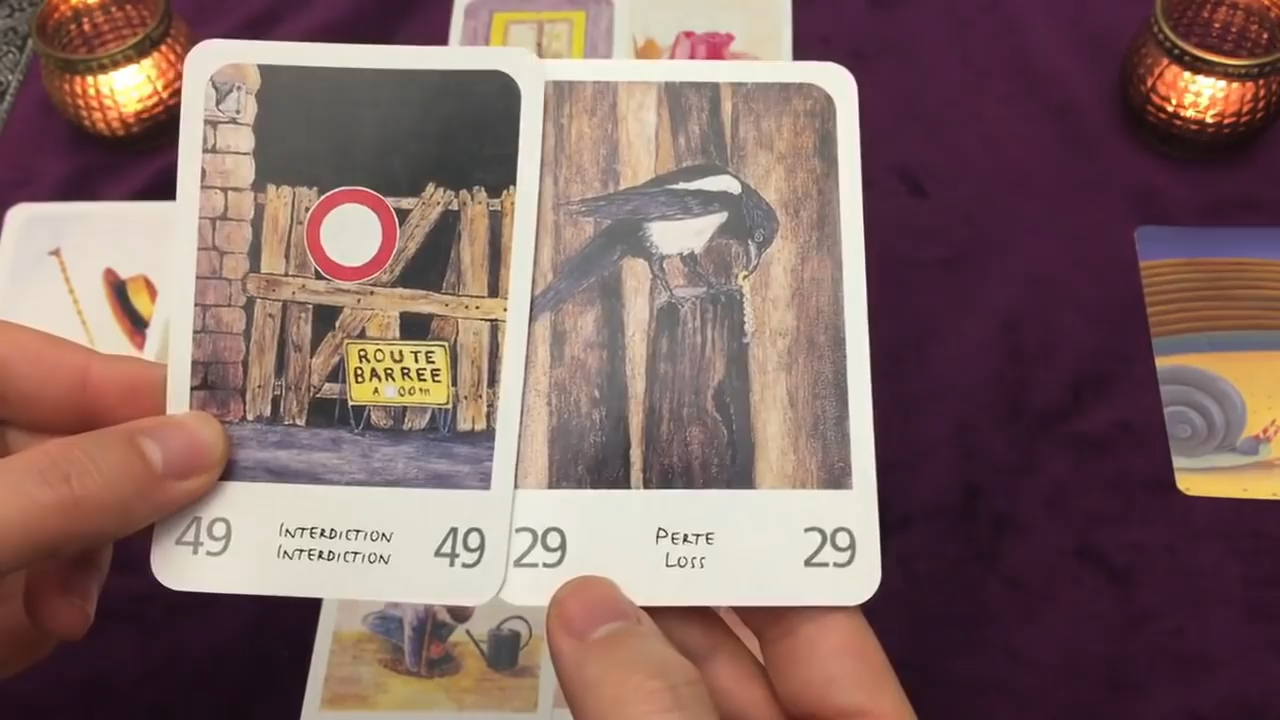 ROUTE
BARREE
49 INTERDICTION 49
INTERDICTION
29 PERTE 29
LOSS